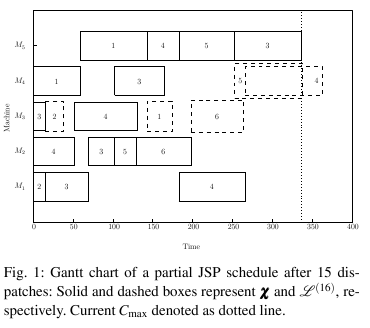 M₅ 1 4 5 3
M₄ 1 3 5 4
M₃ 3 2 4 1 6
M₂ 4 3 5 6
M₁ 2 3 4
Machine
0 50 100 150 200 250 300 350 400
Time
Fig. 1: Gantt chart of a partial JSP schedule after 15 dis-
patches: Solid and dashed boxes represent χ and ℒ⁽¹⁶⁾, re-
spectively. Current Cmax denoted as dotted line.